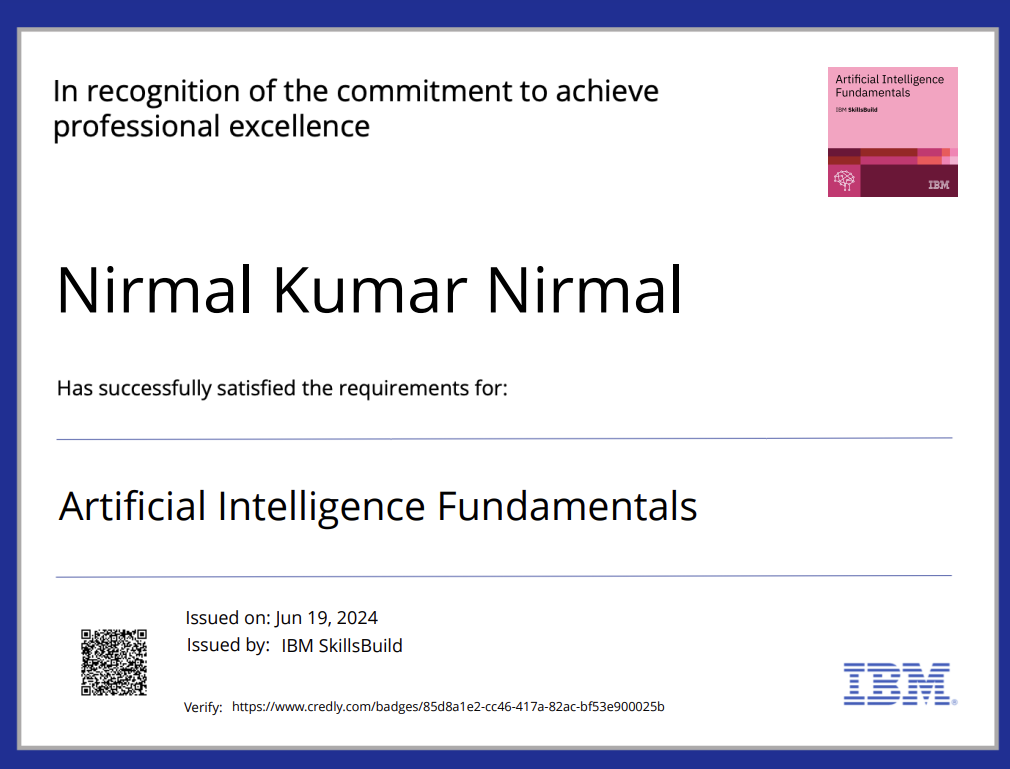 In recognition of the commitment to achieve
professional excellence
Artificial Intelligence
Fundamentals
IBM SkillsBuild
IBM
Nirmal Kumar Nirmal
Has successfully satisfied the requirements for:
Artificial Intelligence Fundamentals
Issued on: Jun 19, 2024
Issued by: IBM SkillsBuild
Verify: https://www.credly.com/badges/85d8a1e2-cc46-417a-82ac-bf53e900025b
IBM®